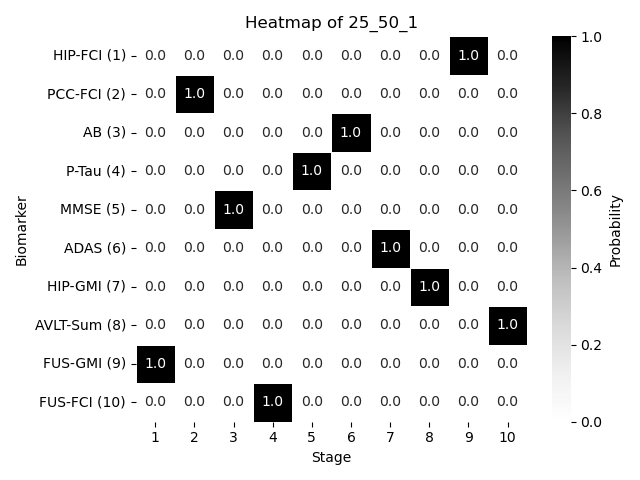 Heatmap of 25_50_1
HIP-FCI (1) 0.0 0.0 0.0 0.0 0.0 0.0 0.0 0.0 1.0 0.0
PCC-FCI (2) 0.0 1.0 0.0 0.0 0.0 0.0 0.0 0.0 0.0 0.0
AB (3) 0.0 0.0 0.0 0.0 0.0 1.0 0.0 0.0 0.0 0.0
P-Tau (4) 0.0 0.0 0.0 0.0 1.0 0.0 0.0 0.0 0.0 0.0
MMSE (5) 0.0 0.0 1.0 0.0 0.0 0.0 0.0 0.0 0.0 0.0
ADAS (6) 0.0 0.0 0.0 0.0 0.0 0.0 1.0 0.0 0.0 0.0
HIP-GMI (7) 0.0 0.0 0.0 0.0 0.0 0.0 0.0 1.0 0.0 0.0
AVLT-Sum (8) 0.0 0.0 0.0 0.0 0.0 0.0 0.0 0.0 0.0 1.0
FUS-GMI (9) 1.0 0.0 0.0 0.0 0.0 0.0 0.0 0.0 0.0 0.0
FUS-FCI (10) 0.0 0.0 0.0 1.0 0.0 0.0 0.0 0.0 0.0 0.0
1 2 3 4 5 6 7 8 9 10
Stage
Biomarker
1.0
0.8
0.6
0.4
0.2
0.0
Probability